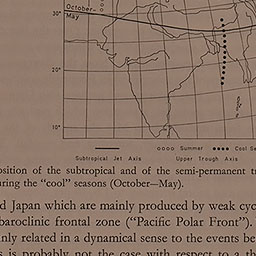 October—
May
30°
20°
10°
Summer
Cool Se
Subtropical Jet Axis
Upper Trough Axis
osition of the subtropical and of the semi-permanent t
uring the “cool” seasons (October—May).
d Japan which are mainly produced by weak cyc
baroclinic frontal zone (“Pacific Polar Front”).
nly related in a dynamical sense to the events be
s is probably not the case with respect to a th